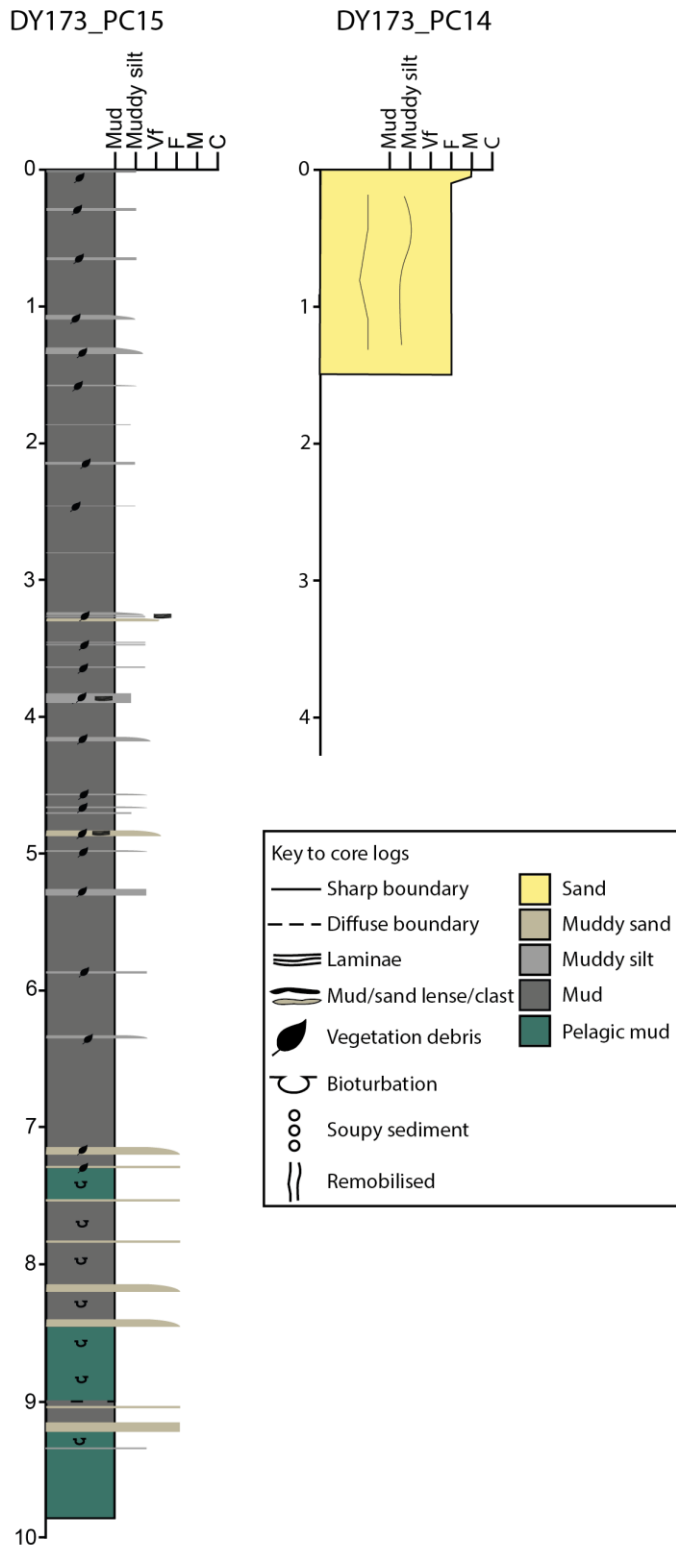 DY173_PC15
DY173_PC14
Mud
Muddy silt
Vf
F
M
C
Mud
Muddy silt
Vf
F
M
C
0
1
2
3
4
5
6
7
8
9
10
0
1
2
3
4
Key to core logs
Sharp boundary
Diffuse boundary
Laminae
Mud/sand lense/clast
Vegetation debris
Bioturbation
Soupy sediment
Remobilised
Sand
Muddy sand
Muddy silt
Mud
Pelagic mud